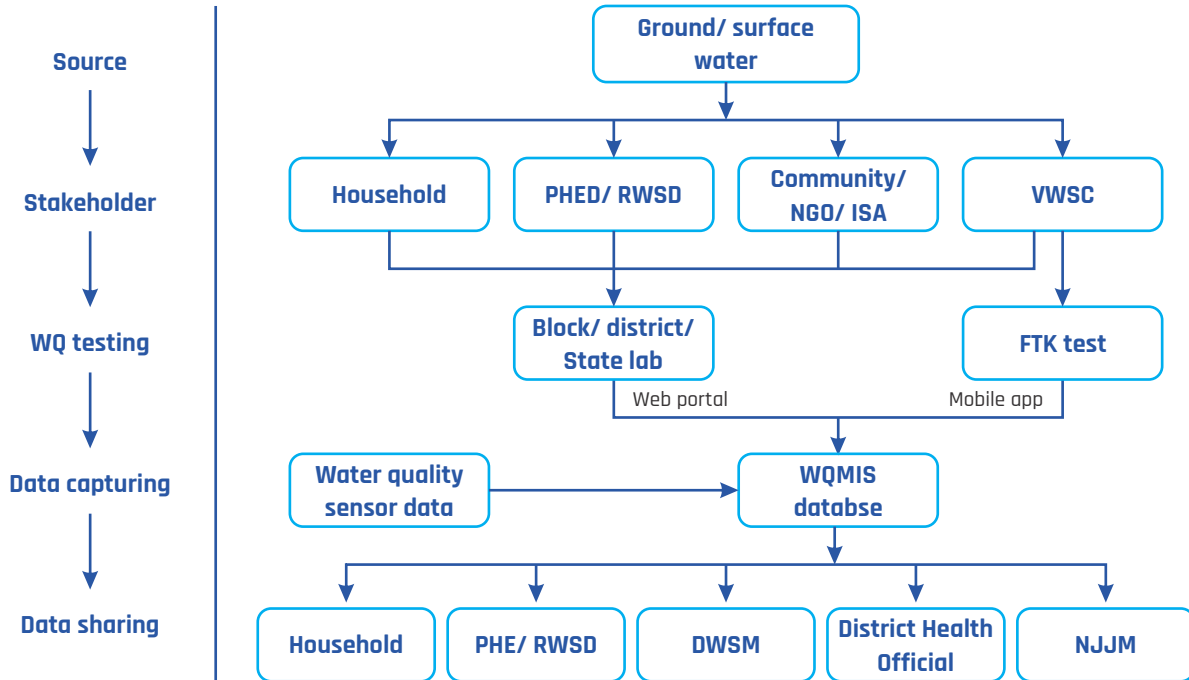 Source
Ground/ surface
water
Stakeholder
Household
PHED/ RWSD
Community/
NGO/ ISA
VWSC
WQ testing
Block/ district/
State lab
FTK test
Web portal
Mobile app
Data capturing
Water quality
sensor data
WQMIS
databse
Data sharing
Household
PHE/ RWSD
DWSM
District Health
Official
NJJM